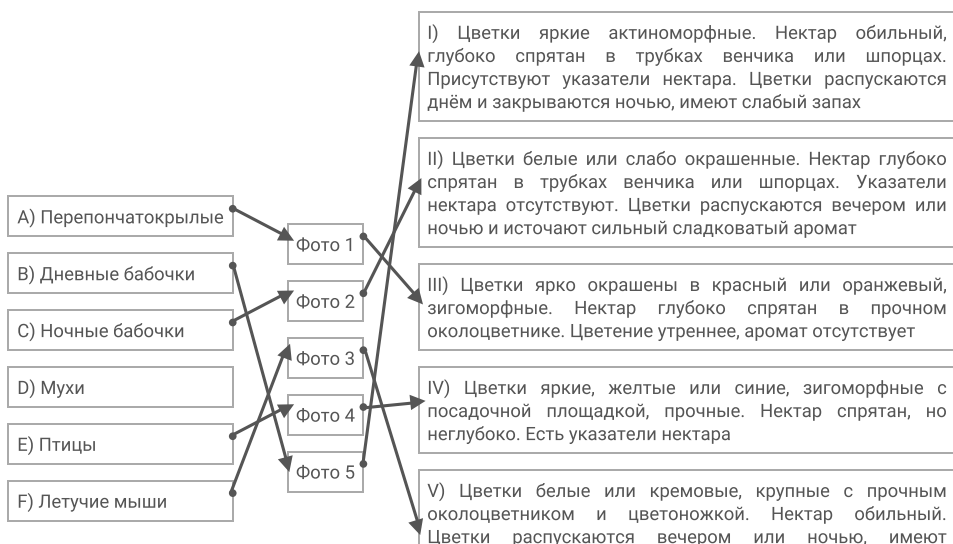 A) Перепончатокрылые
B) Дневные бабочки
C) Ночные бабочки
D) Мухи
E) Птицы
F) Летучие мыши
Фото 1
Фото 2
Фото 3
Фото 4
Фото 5
I) Цветки яркие актиноморфные. Нектар обильный,
глубоко спрятан в трубках венчика или шпорцах.
Присутствуют указатели нектара. Цветки распускаются
днём и закрываются ночью, имеют слабый запах
II) Цветки белые или слабо окрашенные. Нектар глубоко
спрятан в трубках венчика или шпорцах. Указатели
нектара отсутствуют. Цветки распускаются вечером или
ночью и источают сильный сладковатый аромат
III) Цветки ярко окрашены в красный или оранжевый,
зигоморфные. Нектар глубоко спрятан в прочном
околоцветнике. Цветение утреннее, аромат отсутствует
IV) Цветки яркие, желтые или синие, зигоморфные с
посадочной площадкой, прочные. Нектар спрятан, но
неглубоко. Есть указатели нектара
V) Цветки белые или кремовые, крупные с прочным
околоцветником и цветоножкой. Нектар обильный.
Цветки распускаются вечером или ночью, имеют